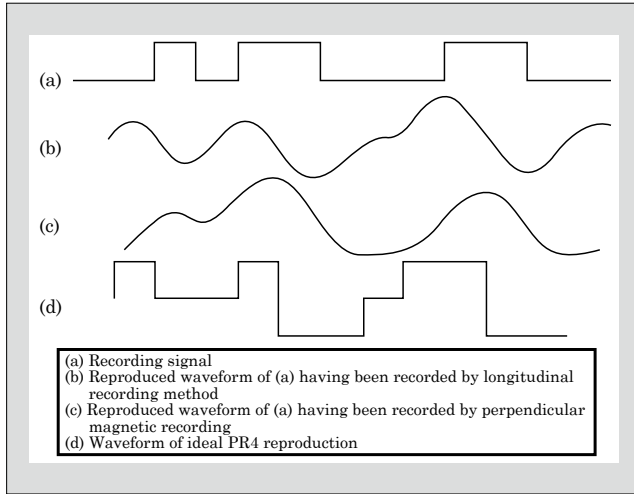 (a)
(b)
(c)
(d)
(a) Recording signal
(b) Reproduced waveform of (a) having been recorded by longitudinal
recording method
(c) Reproduced waveform of (a) having been recorded by perpendicular
magnetic recording
(d) Waveform of ideal PR4 reproduction